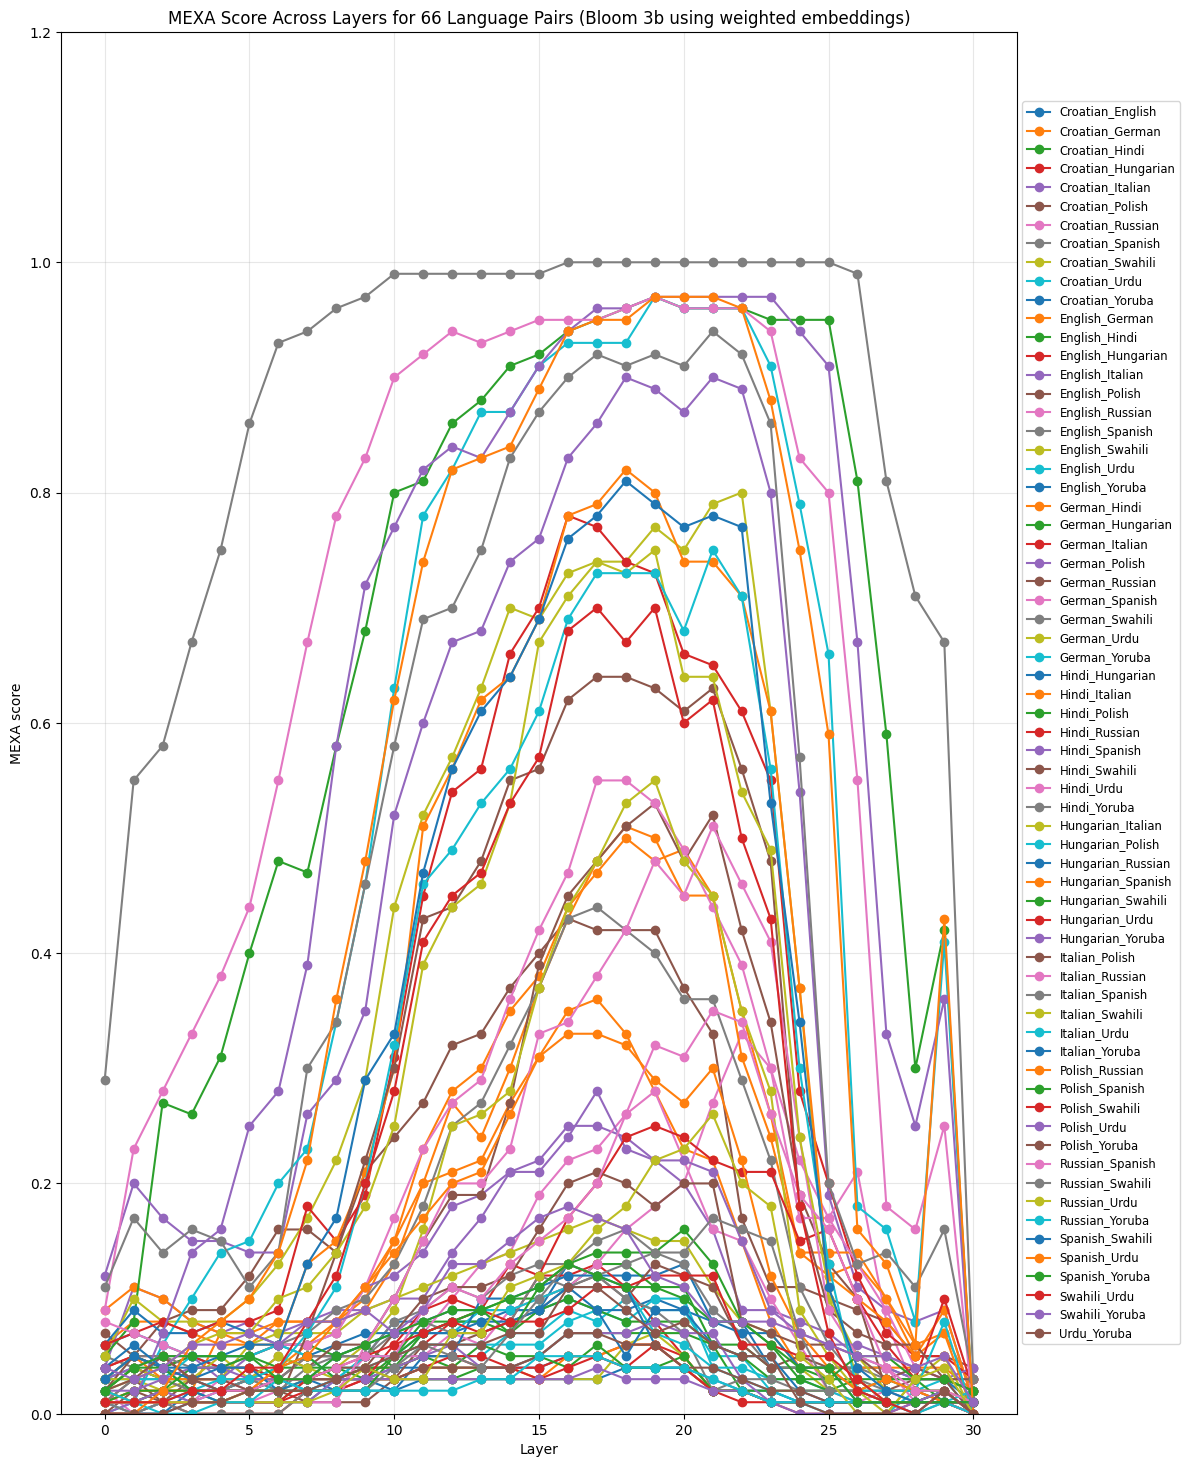 MEXA Score Across Layers for 66 Language Pairs (Bloom 3b using weighted embeddings)
1.2
1.0
0.8
0.6
0.4
0.2
0.0
MEXA score
0
5
10
15
20
25
30
Layer
Croatian_English
Croatian_German
Croatian_Hindi
Croatian_Hungarian
Croatian_Italian
Croatian_Polish
Croatian_Russian
Croatian_Spanish
Croatian_Swahili
Croatian_Urdu
Croatian_Yoruba
English_German
English_Hindi
English_Hungarian
English_Italian
English_Polish
English_Russian
English_Spanish
English_Swahili
English_Urdu
English_Yoruba
German_Hindi
German_Hungarian
German_Italian
German_Polish
German_Russian
German_Spanish
German_Swahili
German_Urdu
German_Yoruba
Hindi_Hungarian
Hindi_Italian
Hindi_Polish
Hindi_Russian
Hindi_Spanish
Hindi_Swahili
Hindi_Urdu
Hindi_Yoruba
Hungarian_Italian
Hungarian_Polish
Hungarian_Russian
Hungarian_Spanish
Hungarian_Swahili
Hungarian_Urdu
Hungarian_Yoruba
Italian_Polish
Italian_Russian
Italian_Spanish
Italian_Swahili
Italian_Urdu
Italian_Yoruba
Polish_Russian
Polish_Spanish
Polish_Swahili
Polish_Urdu
Polish_Yoruba
Russian_Spanish
Russian_Swahili
Russian_Urdu
Russian_Yoruba
Spanish_Swahili
Spanish_Urdu
Spanish_Yoruba
Swahili_Urdu
Swahili_Yoruba
Urdu_Yoruba